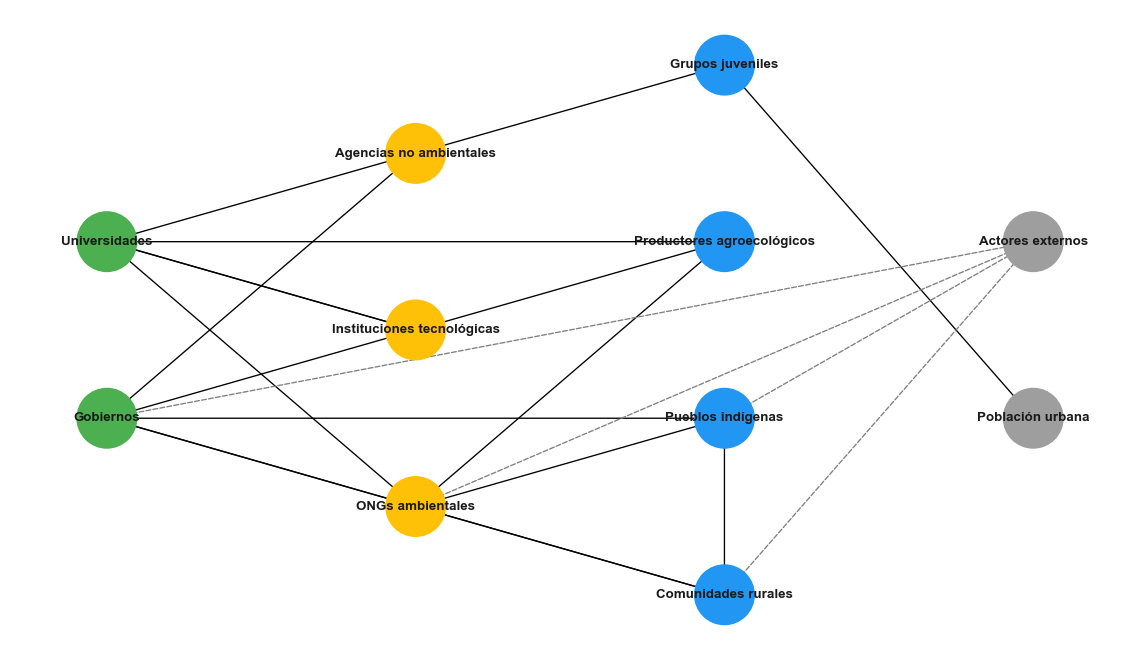 Grupos juveniles
Agencias no ambientales
Universidades
Productores agroecológicos
Actores externos
Instituciones tecnológicas
Gobiernos
Pueblos indígenas
Población urbana
ONGs ambientales
Comunidades rurales